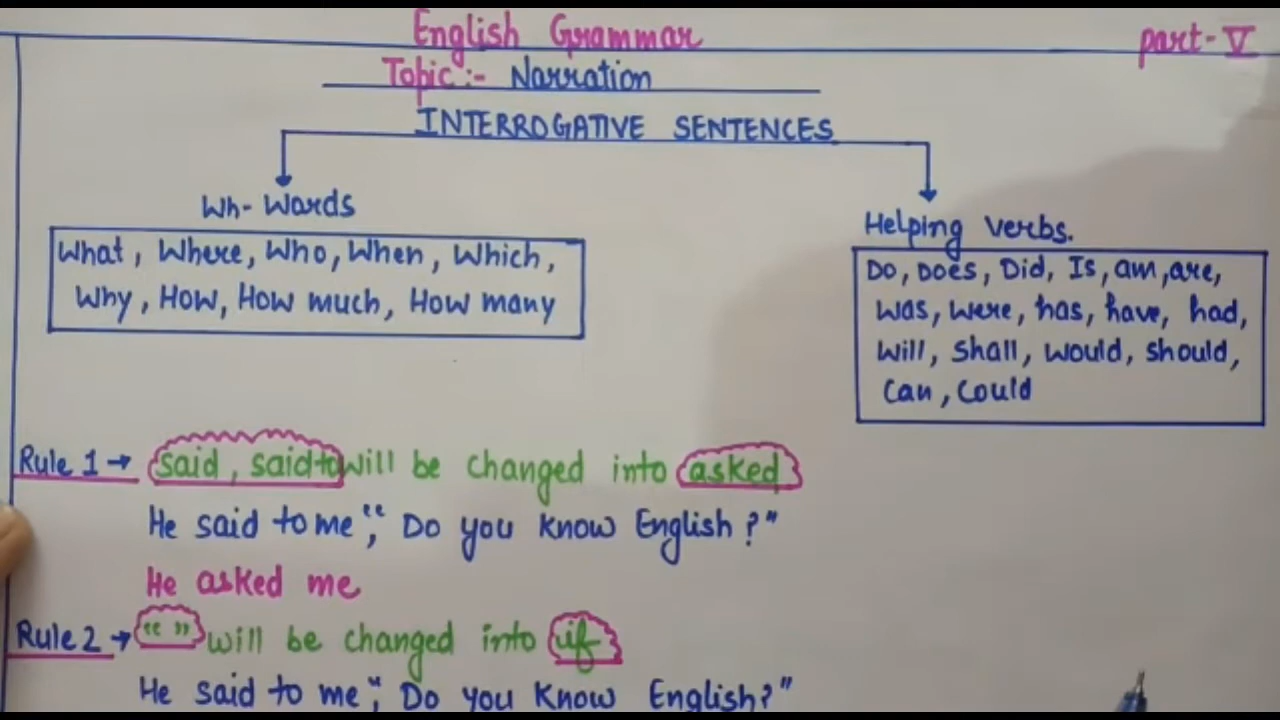 English Grammar
part-V
Topic:- Narration
INTERROGATIVE SENTENCES
Wh- Words
What, Where, Who, When, Which,
Why, How, How much, How many
Helping verbs.
Do, Does, Did, Is, am, are,
was, were, has, have, had,
will, shall, would, should,
can, could
Rule 1 → said, said to will be changed into asked
He said to me, "Do you know English?"
He asked me
Rule 2 → " " will be changed into if
He said to me, "Do you know English?"